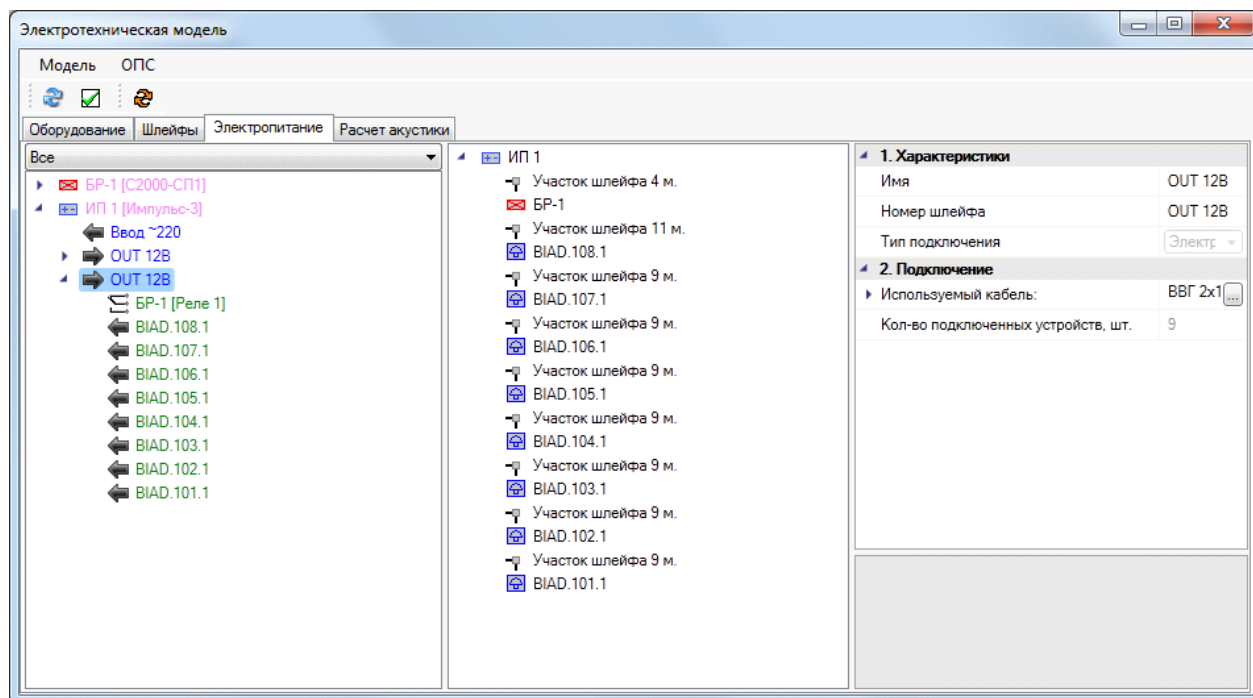 Электротехническая модель
Модель ОПС
Оборудование Шлейфы Электропитание Расчет акустики
Все
БР-1 [С2000-СП1]
ИП 1 [Импульс-3]
Ввод ~220
OUT 12В
OUT 12В
БР-1 [Реле 1]
BIAD.108.1
BIAD.107.1
BIAD.106.1
BIAD.105.1
BIAD.104.1
BIAD.103.1
BIAD.102.1
BIAD.101.1
ИП 1
Участок шлейфа 4 м.
БР-1
Участок шлейфа 11 м.
BIAD.108.1
Участок шлейфа 9 м.
BIAD.107.1
Участок шлейфа 9 м.
BIAD.106.1
Участок шлейфа 9 м.
BIAD.105.1
Участок шлейфа 9 м.
BIAD.104.1
Участок шлейфа 9 м.
BIAD.103.1
Участок шлейфа 9 м.
BIAD.102.1
Участок шлейфа 9 м.
BIAD.101.1
1. Характеристики
Имя OUT 12В
Номер шлейфа OUT 12В
Тип подключения Электр
2. Подключение
Используемый кабель: ВВГ 2х1 ...
Кол-во подключенных устройств, шт. 9